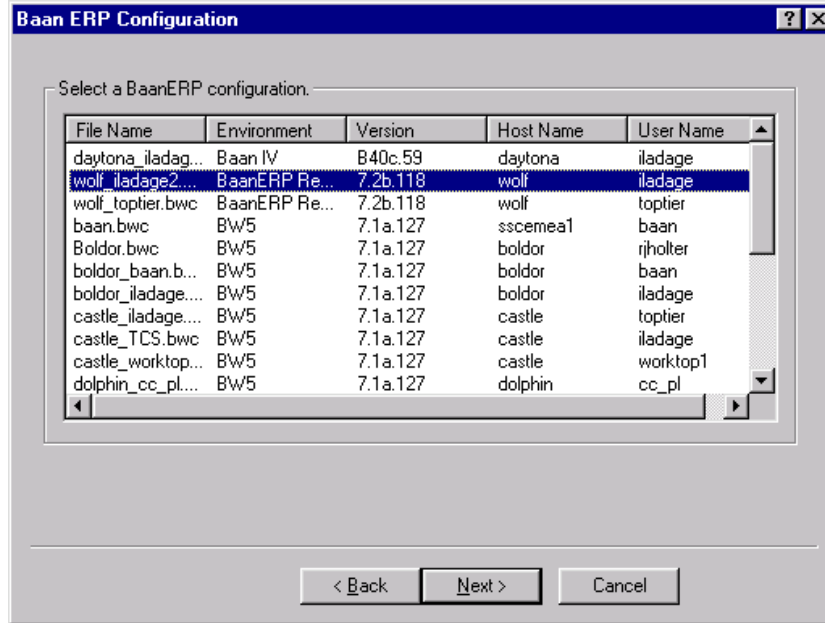 Baan ERP Configuration
Select a BaanERP configuration.
File Name Environment Version Host Name User Name
daytona_iladag... Baan IV B40c.59 daytona iladage
wolf_iladage2.... BaanERP Re... 7.2b.118 wolf iladage
wolf_toptier.bwc BaanERP Re... 7.2b.118 wolf toptier
baan.bwc BW5 7.1a.127 sscemea1 baan
Boldor.bwc BW5 7.1a.127 boldor rjholter
boldor_baan.b... BW5 7.1a.127 boldor baan
boldor_iladage.... BW5 7.1a.127 boldor iladage
castle_iladage.... BW5 7.1a.127 castle toptier
castle_TCS.bwc BW5 7.1a.127 castle iladage
castle_worktop... BW5 7.1a.127 castle worktop1
dolphin_cc_pl.... BW5 7.1a.127 dolphin cc_pl
< Back Next > Cancel